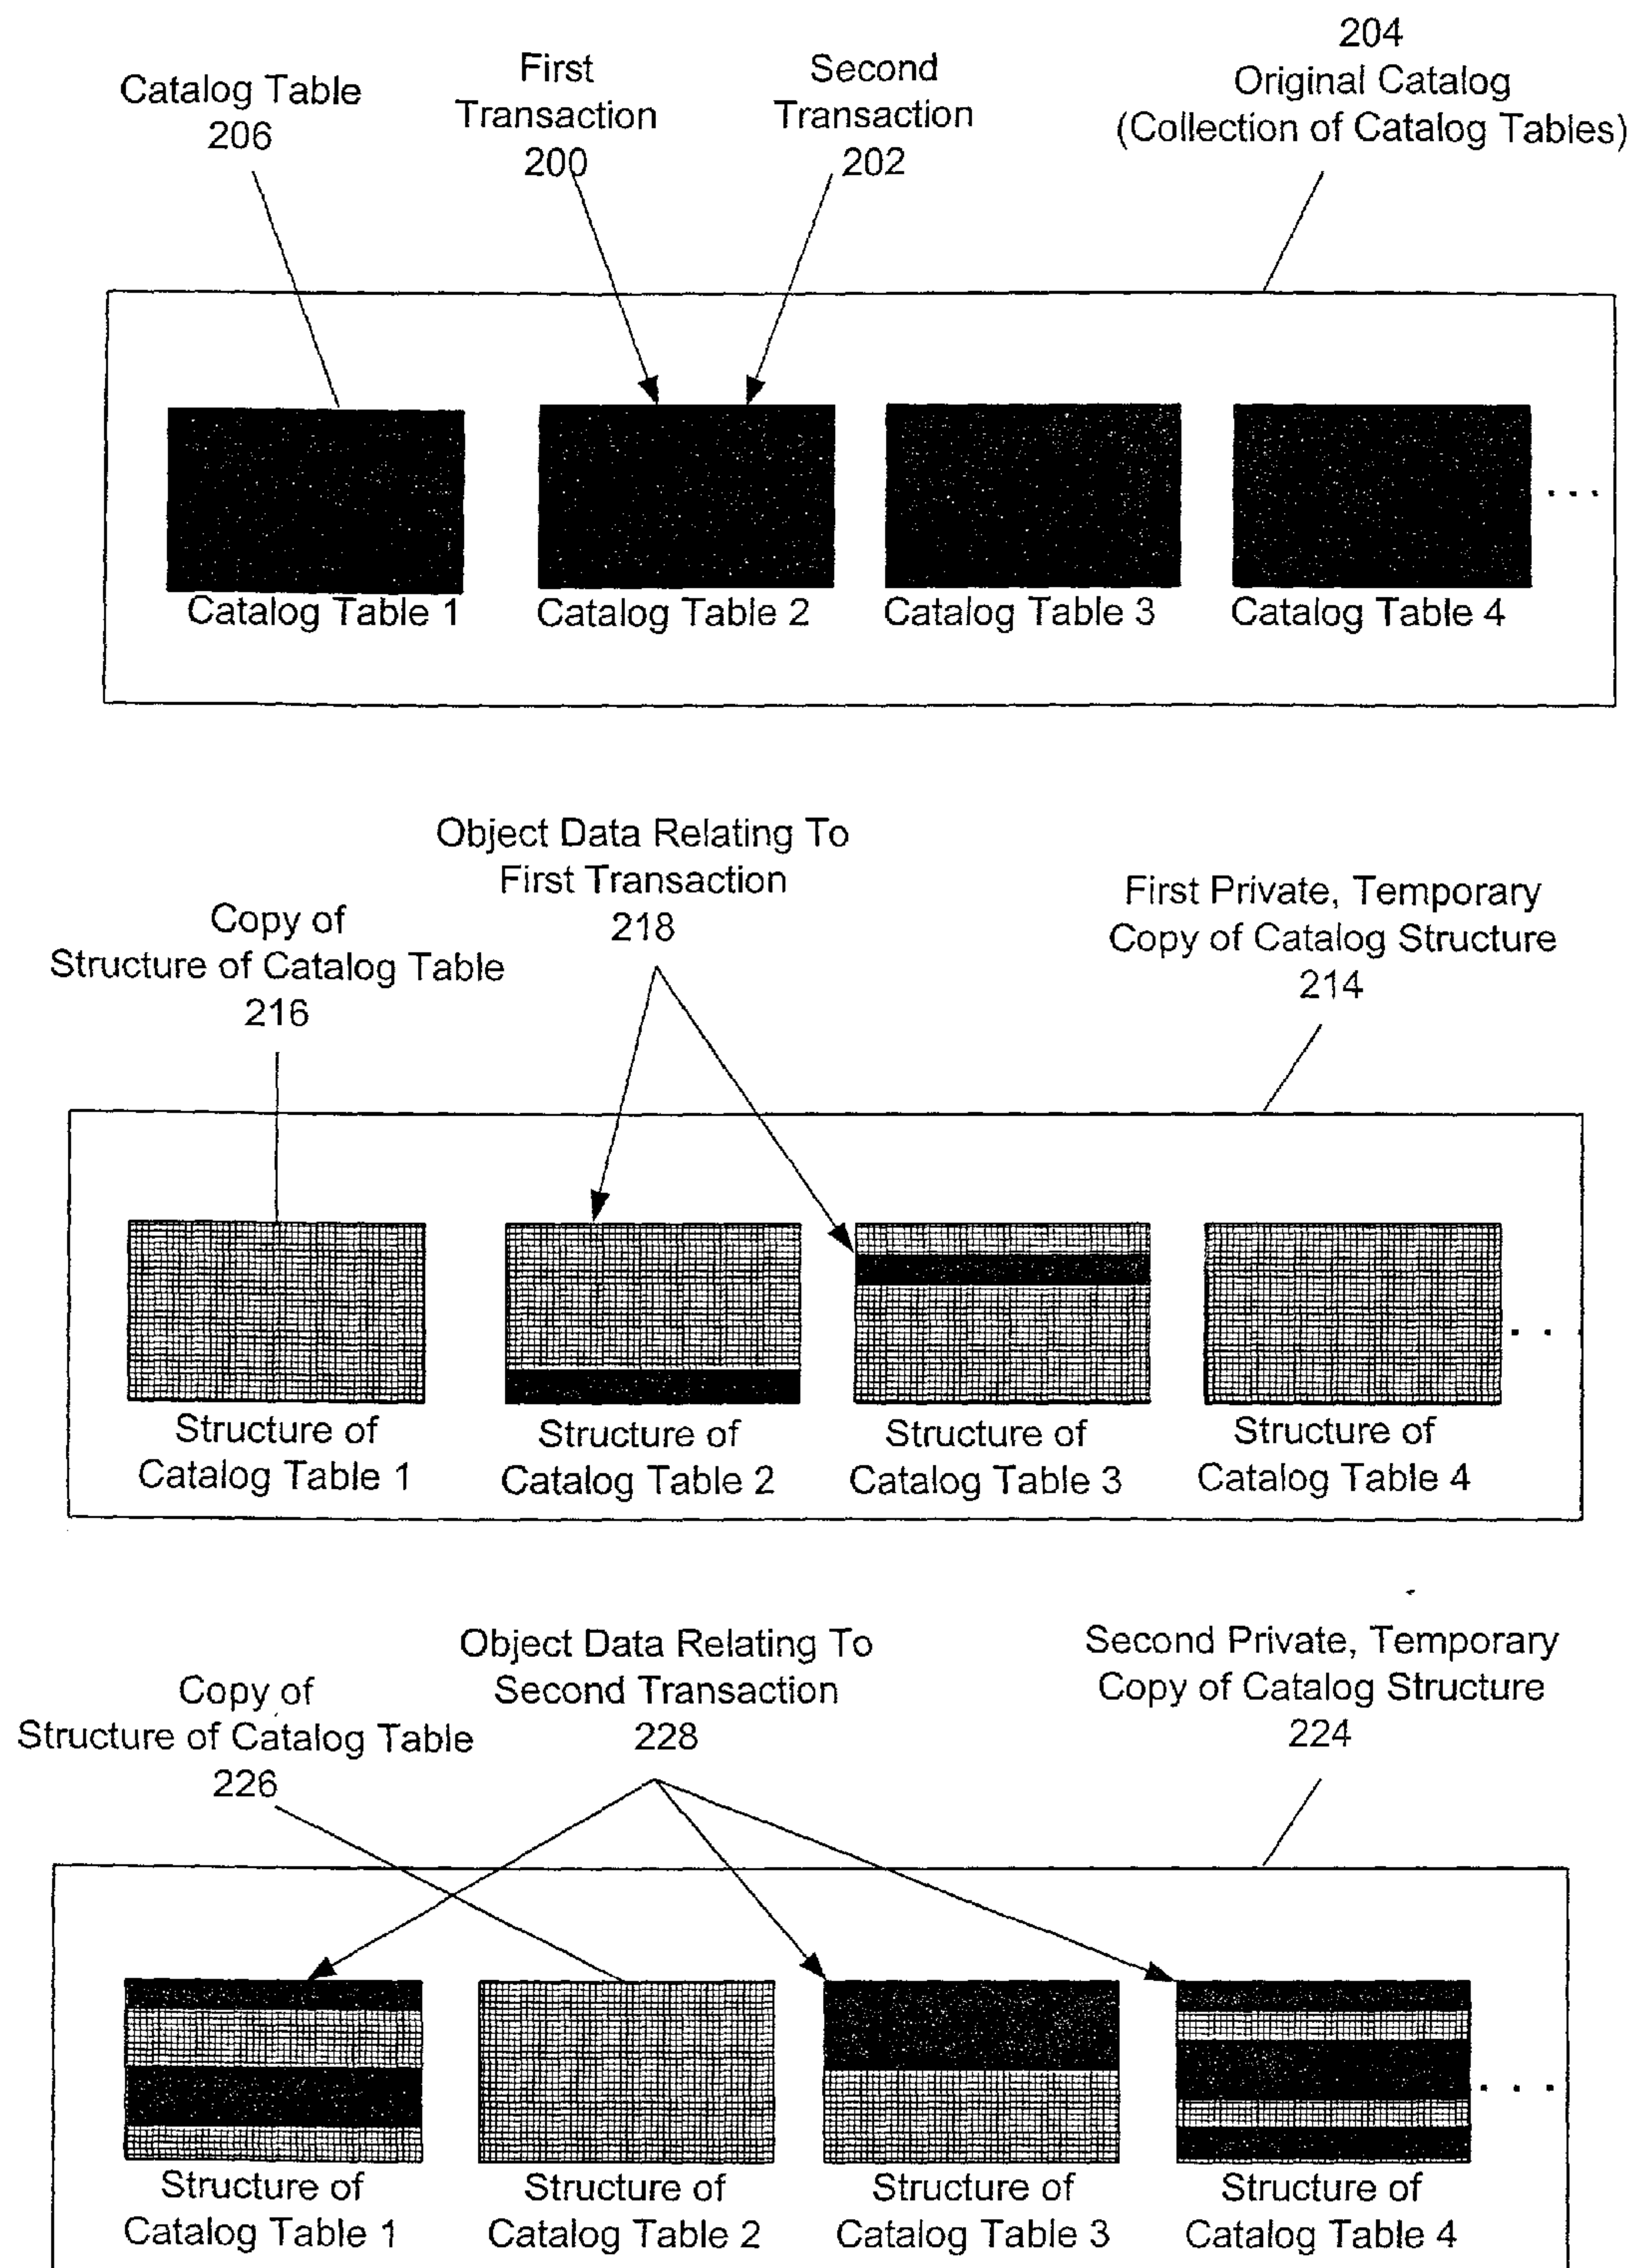 Catalog Table
206
First
Transaction
200
Second
Transaction
202
204
Original Catalog
(Collection of Catalog Tables)
Catalog Table 1
Catalog Table 2
Catalog Table 3
Catalog Table 4
...
Object Data Relating To
First Transaction
218
Copy of
Structure of Catalog Table
216
First Private, Temporary
Copy of Catalog Structure
214
Structure of
Catalog Table 1
Structure of
Catalog Table 2
Structure of
Catalog Table 3
Structure of
Catalog Table 4
...
Object Data Relating To
Second Transaction
228
Copy of
Structure of Catalog Table
226
Second Private, Temporary
Copy of Catalog Structure
224
Structure of
Catalog Table 1
Structure of
Catalog Table 2
Structure of
Catalog Table 3
Structure of
Catalog Table 4
...